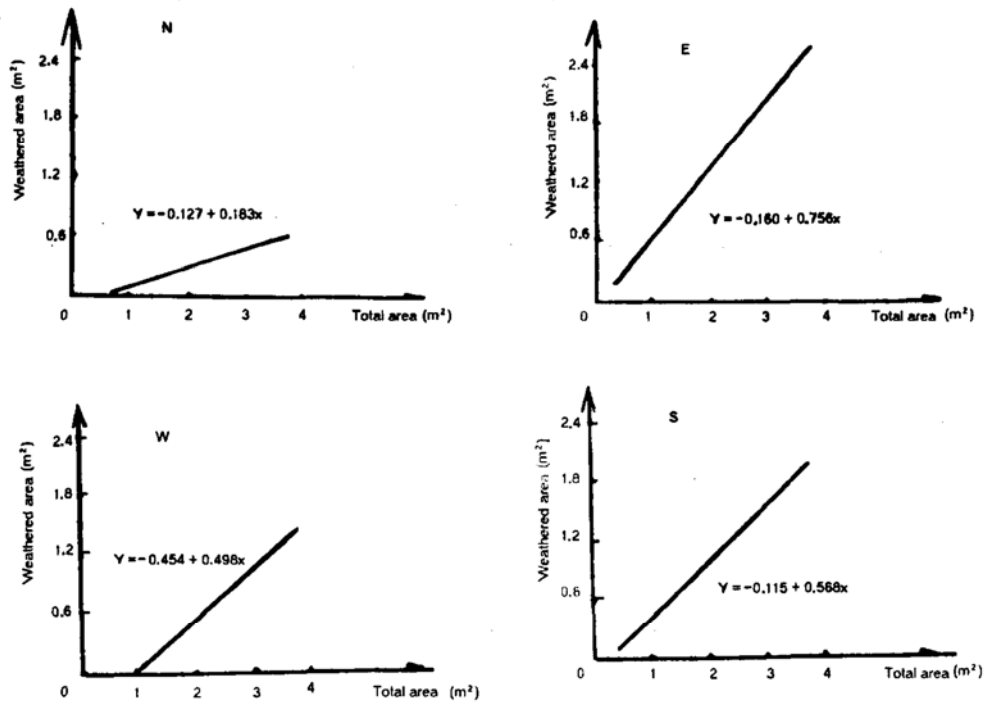 N
Weathered area (m²)
2.4
1.8
1.2
0.6
Y = -0.127 + 0.183x
0 1 2 3 4 Total area (m²)
E
Weathered area (m²)
2.4
1.8
1.2
0.6
Y = -0.160 + 0.756x
0 1 2 3 4 Total area (m²)
W
Weathered area (m²)
2.4
1.8
1.2
0.6
Y = -0.454 + 0.498x
0 1 2 3 4 Total area (m²)
S
Weathered area (m²]
2.4
1.8
1.2
0.6
Y = -0.115 + 0.568x
0 1 2 3 4 Total area (m²)